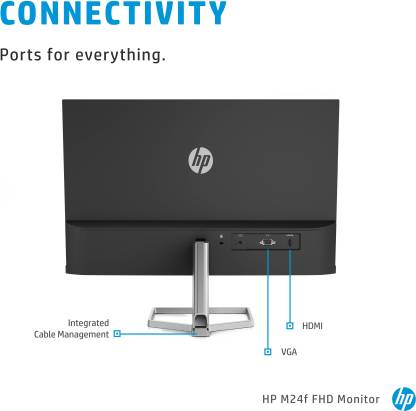 CONNECTIVITY
Ports for everything.
hp
Integrated
Cable Management
HDMI
VGA
HP M24f FHD Monitor
hp